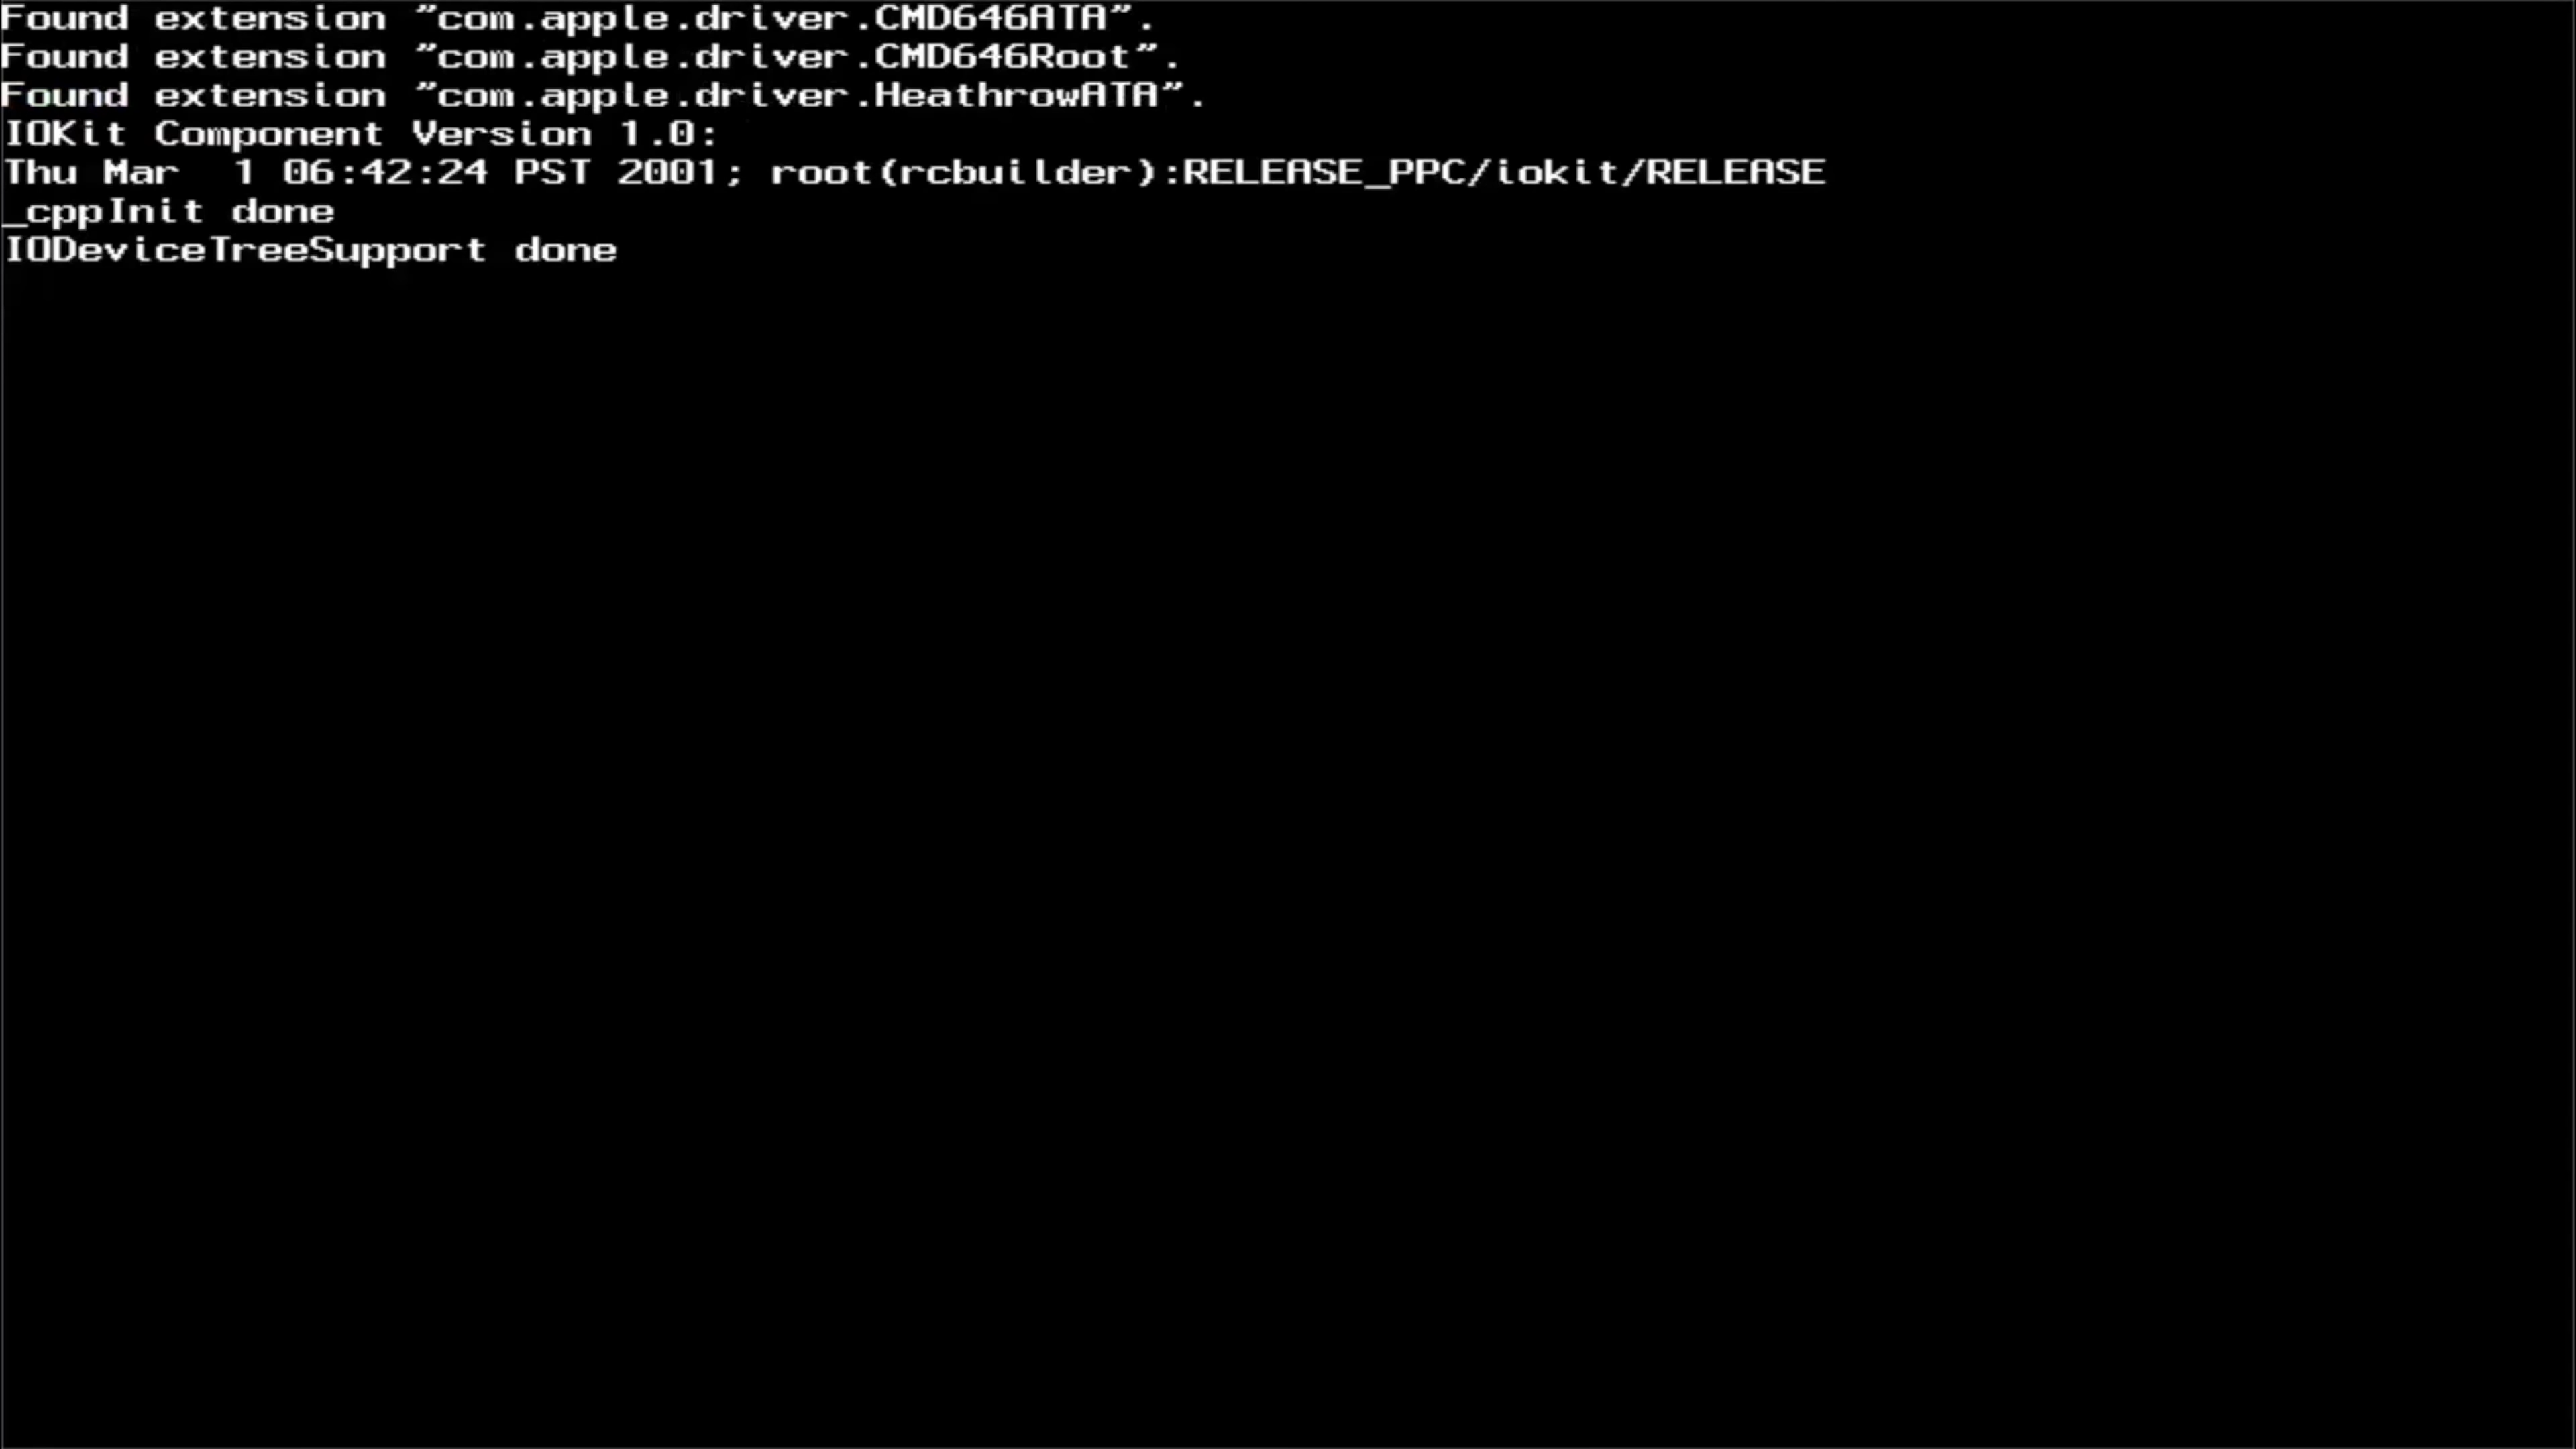 Found extension "com.apple.driver.CMD646ATA".
Found extension "com.apple.driver.CMD646Root".
Found extension "com.apple.driver.HeathrowATA".
IOKit Component Version 1.0:
Thu Mar  1 06:42:24 PST 2001; root(rcbuilder):RELEASE_PPC/iokit/RELEASE
_cppInit done
IODeviceTreeSupport done